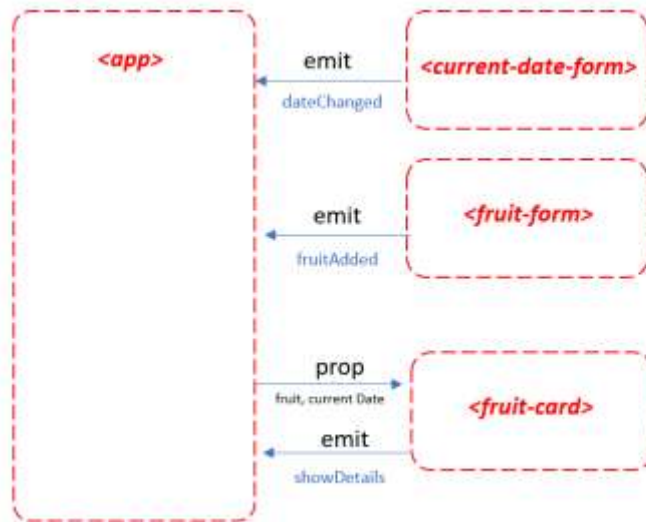 <app>
emit
<current-date-form>
dateChanged
emit
<fruit-form>
fruitAdded
prop
fruit, current Date
<fruit-card>
emit
showDetails